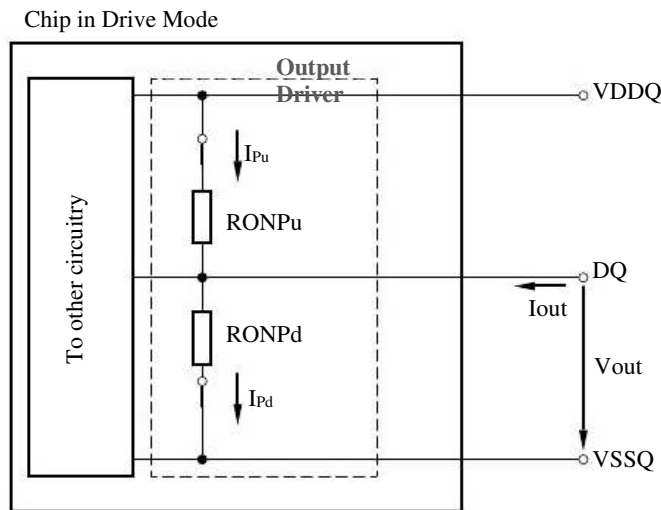 Chip in Drive Mode
Output
Driver
VDDQ
IPu
RONPu
To other circuitry
DQ
Iout
RONPd
Vout
IPd
VSSQ